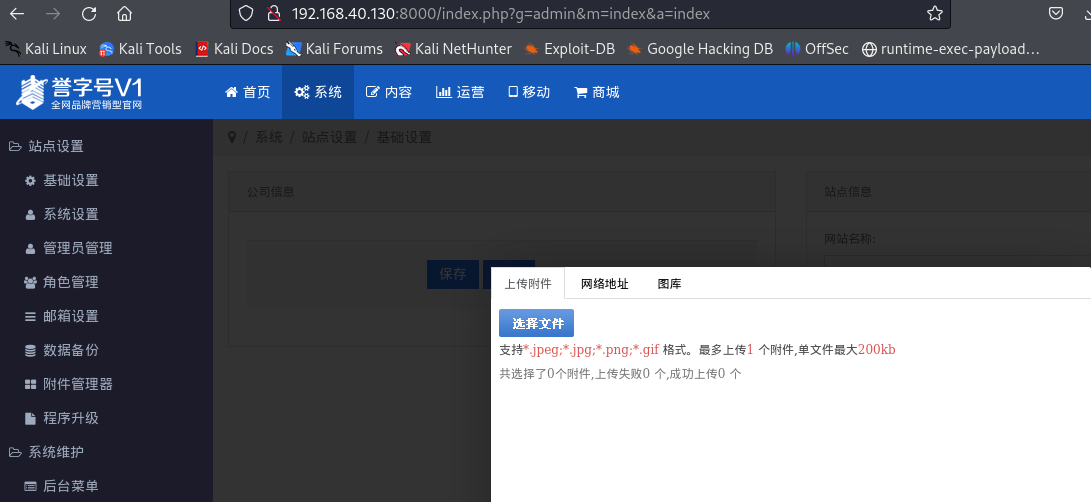 192.168.40.130:8000/index.php?g=admin&m=index&a=index
Kali Linux Kali Tools Kali Docs Kali Forums Kali NetHunter Exploit-DB Google Hacking DB OffSec runtime-exec-payload…
誉字号V1
全网品牌营销型官网
首页 系统 内容 运营 移动 商城
/ 系统 / 站点设置 / 基础设置
站点设置
基础设置
系统设置
管理员管理
角色管理
邮箱设置
数据备份
附件管理器
程序升级
系统维护
后台菜单
公司信息
保存
站点信息
网站名称:
上传附件 网络地址 图库
选择文件
支持*.jpeg;*.jpg;*.png;*.gif 格式。最多上传1 个附件,单文件最大200kb
共选择了0个附件,上传失败0 个,成功上传0 个